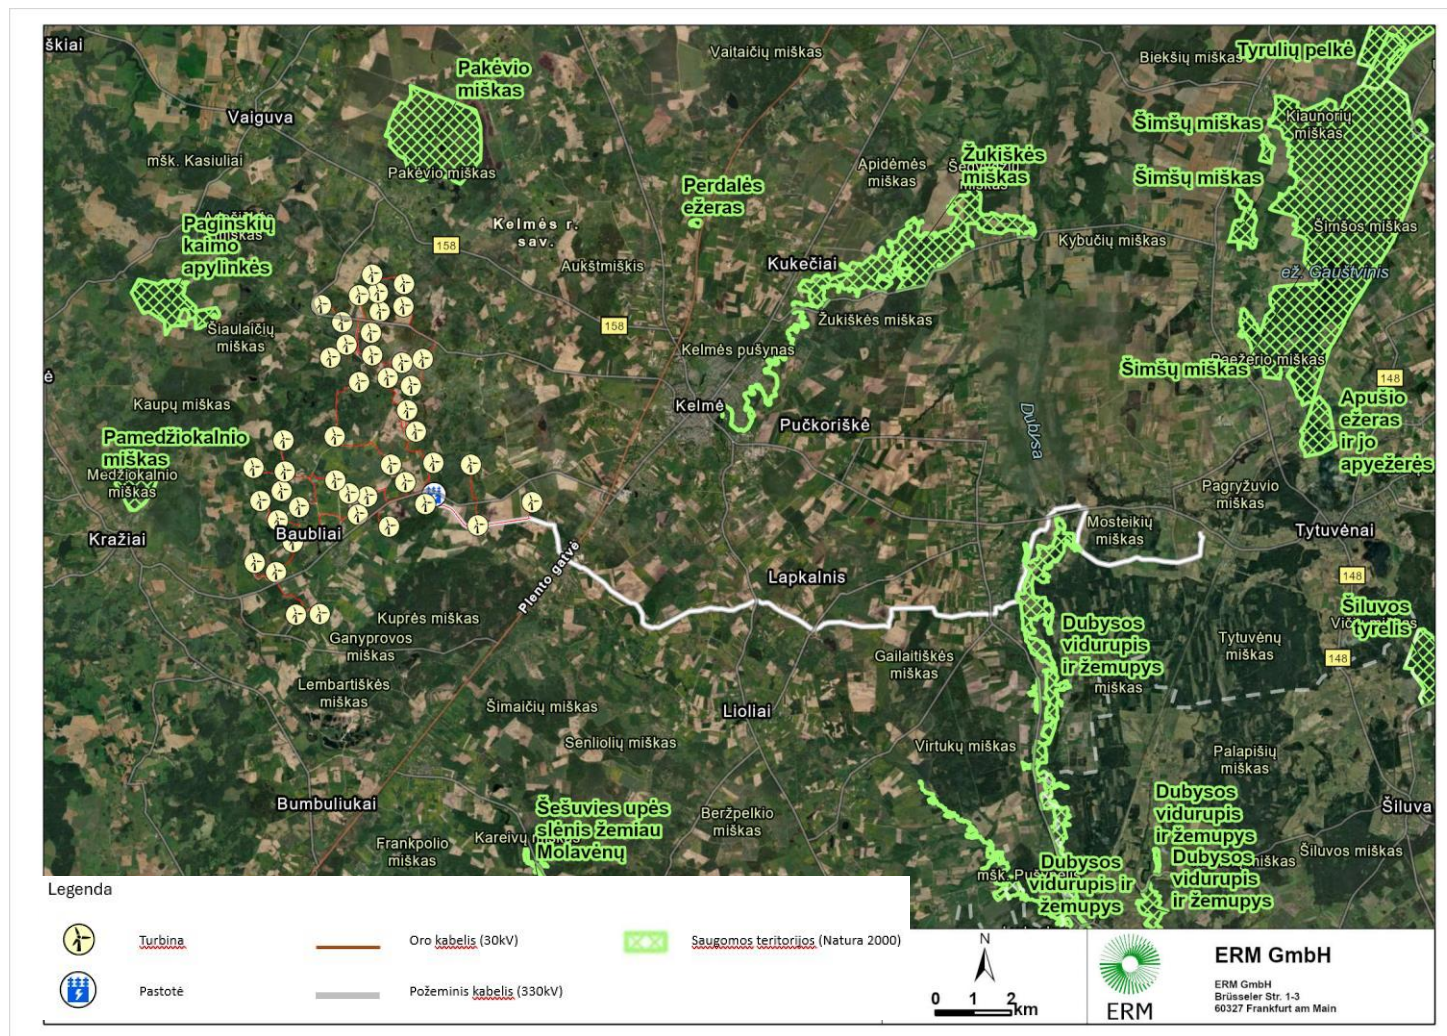 škiai
Vaitaičių miškas
Biekšių miškas
Tyrulių pelkė
Pakėvio
miškas
Vaiguva
Kiaunorių
miškas
Šimšų miškas
mšk. Kasiuliai
Pakėvio miškas
Apidėmės
miškas
Žukiškės
miškas
Perdalės
ežeras
Šimšų miškas
Paginskių
kaimo
apylinkės
Kelmės r.
sav.
158
Šimšos miškas
Kybučių miškas
Aukštmiškis
Kukečiai
ež. Gauštvinis
Šiaulaičių
miškas
158
Žukiškės miškas
Kelmės pušynas
Paežerio miškas
Šimšų miškas
148
ė
Kaupų miškas
Kelmė
Pučkoriškė
Dubysa
Apušio
ežeras
ir jo
apyežerės
Pamedžiokalnio
miškas
Medžiokalnio
miškas
Pagryžuvio
miškas
Kražiai
Baubliai
Mosteikių
miškas
Tytuvėnai
Plento gatvė
Lapkalnis
148
Kuprės miškas
Ganyprovos
miškas
Dubysos
vidurupis
ir žemupys
miškas
Šiluvos
tyrelis
Tytuvėnų
miškas
148
Gailaitiškės
miškas
Lembartiškės
miškas
Šimaičių miškas
Lioliai
Senliolių miškas
Virtukų miškas
Palapišių
miškas
Bumbuliukai
Šešuvies upės
slėnis žemiau
Molavėnų
Beržpelkio
miškas
Dubysos
vidurupis
ir žemupys
Šiluva
Frankpolio
miškas
Šiluvos miškas
Dubysos
vidurupis ir
žemupys
Dubysos
vidurupis
ir žemupys
Legenda
Turbina
Oro kabelis (30kV)
Saugomos teritorijos (Natura 2000)
Pastotė
Požeminis kabelis (330kV)
N
0 1 2
km
ERM
ERM GmbH
ERM GmbH
Brüsseler Str. 1-3
60327 Frankfurt am Main